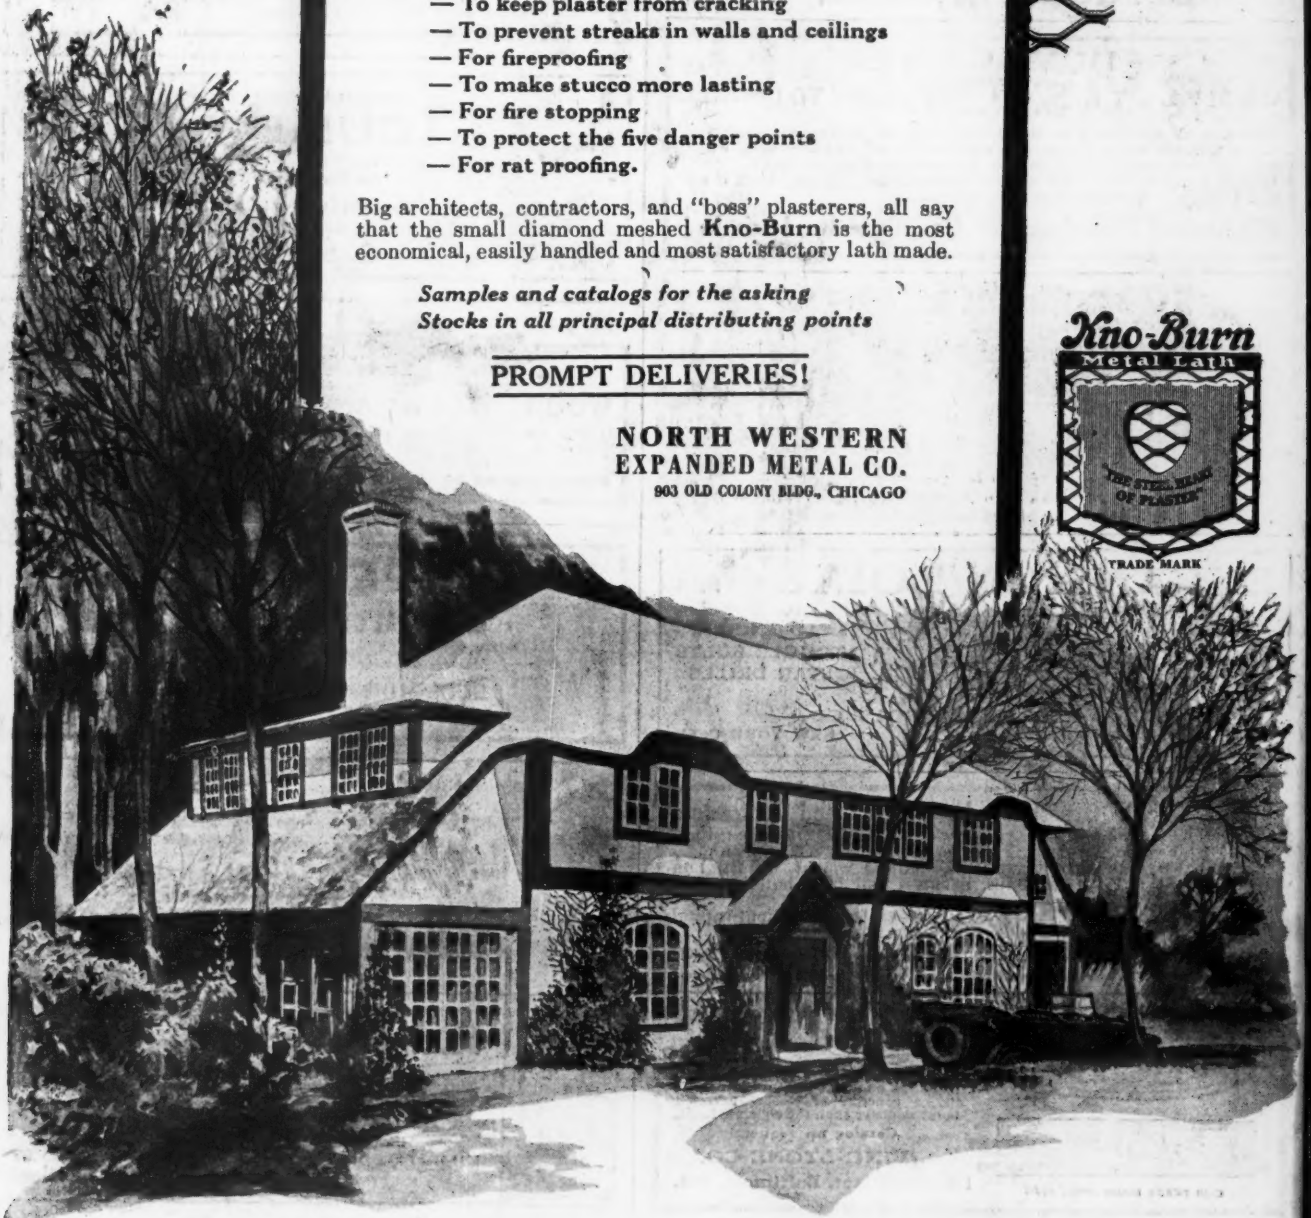 — To keep plaster from cracking
— To prevent streaks in walls and ceilings
— For fireproofing
— To make stucco more lasting
— For fire stopping
— To protect the five danger points
— For rat proofing.
Big architects, contractors, and "boss" plasterers, all say
that the small diamond meshed Kno-Burn is the most
economical, easily handled and most satisfactory lath made.
Samples and catalogs for the asking
Stocks in all principal distributing points
PROMPT DELIVERIES!
NORTH WESTERN
EXPANDED METAL CO.
903 OLD COLONY BLDG., CHICAGO
Kno-Burn
Metal Lath
"THE STEEL HEART
OF PLASTER"
TRADE MARK